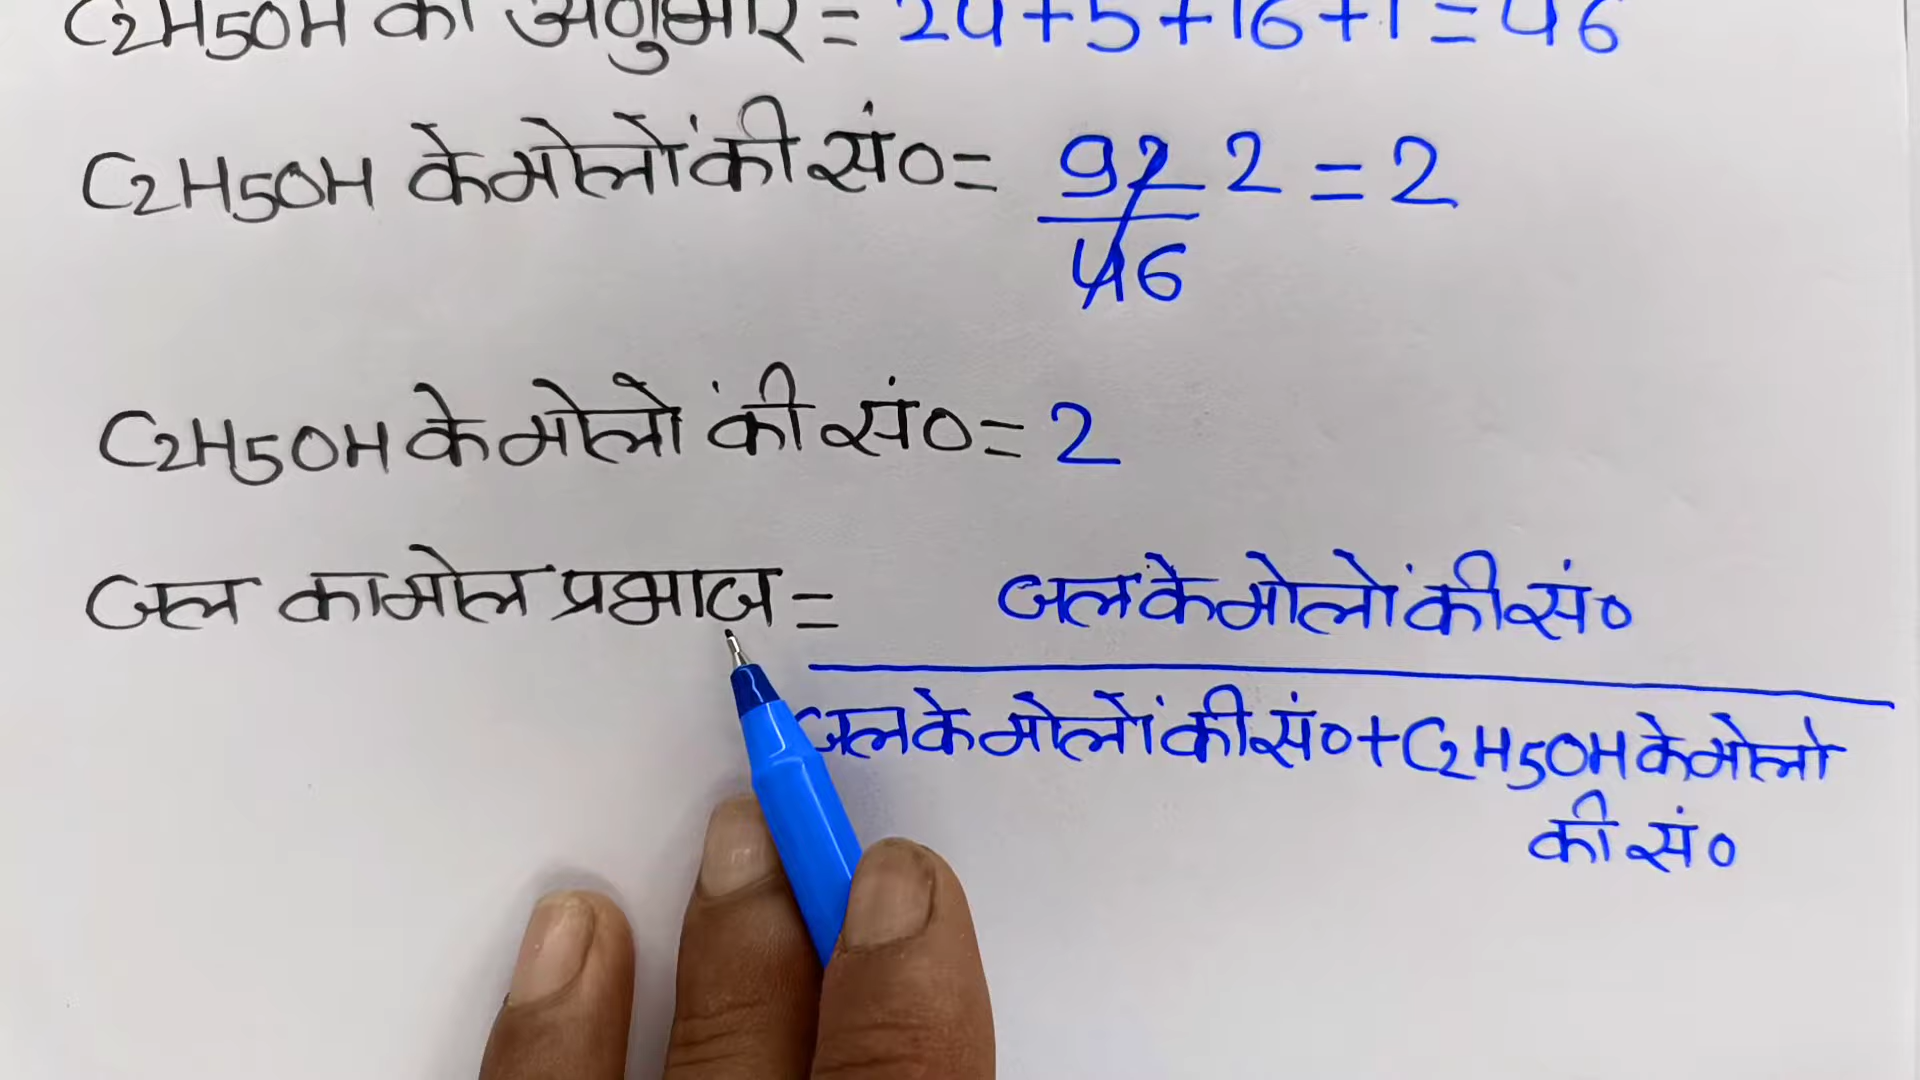 C2H5OH का अणुभार = 24+5+16+1=46
C2H5OH के मोलों की सं० = 92/46 2 = 2
C2H5OH के मोलों की सं० = 2
जल का मोल प्रभाज = जल के मोलों की सं०
जल के मोलों की सं० + C2H5OH के मोलो
की सं०